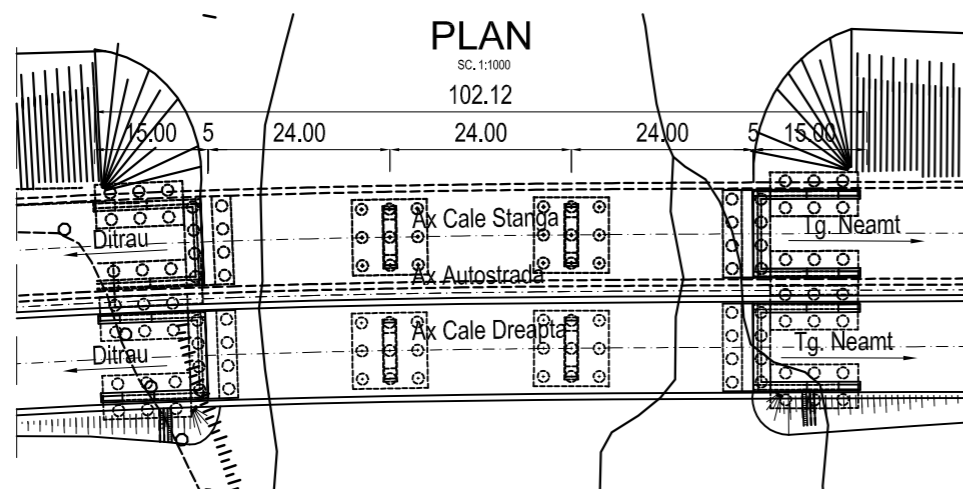 PLAN
SC. 1:1000
102.12
15.00 5 24.00 24.00 24.00 5 15.00
Ax Cale Stanga
Ditrau
Tg. Neamt
Ax Autostrada
Ax Cale Dreapta
Ditrau
Tg. Neamt